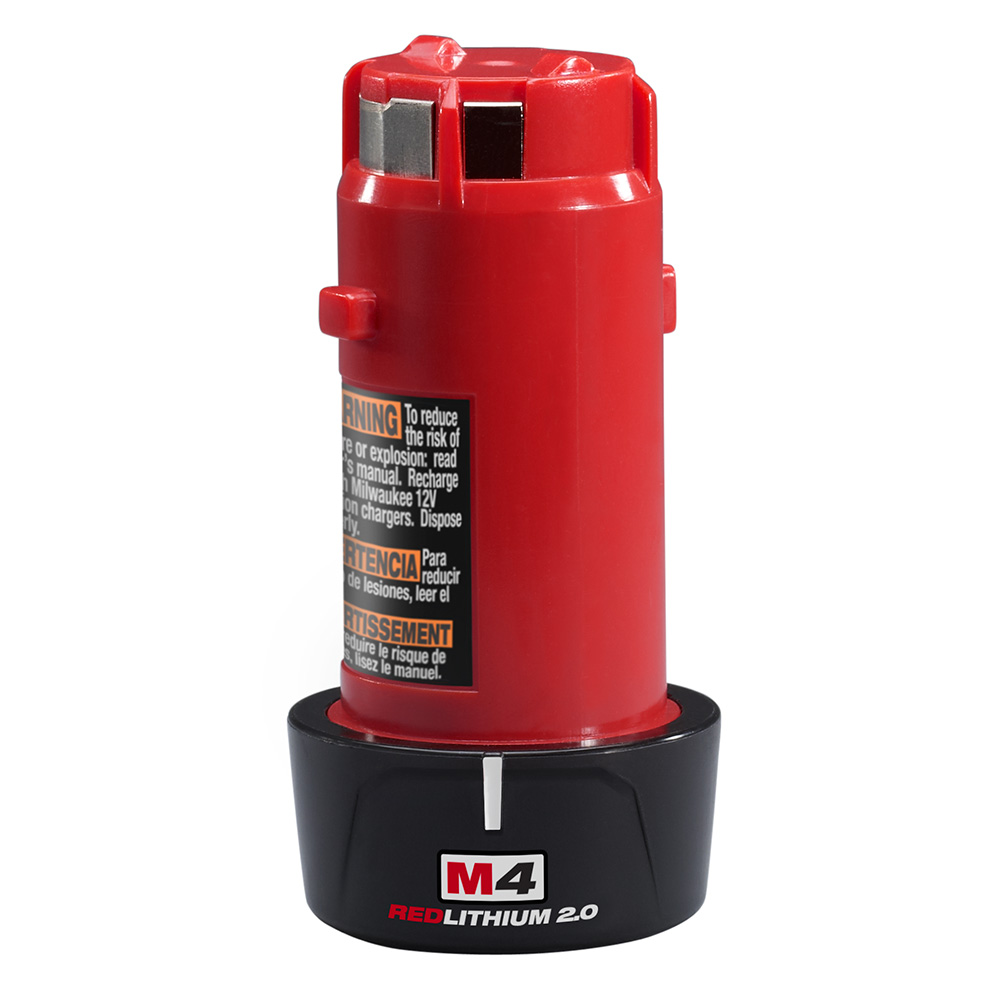 RNING To reduce
the risk of
re or explosion: read
r's manual. Recharge
n Milwaukee 12V
on chargers. Dispose
rly.
RTENCIA Para
reducir
de lesiones, leer el
RTISSEMENT
eduire le risque de
s, lisez le manuel.
M4
REDLITHIUM 2.0